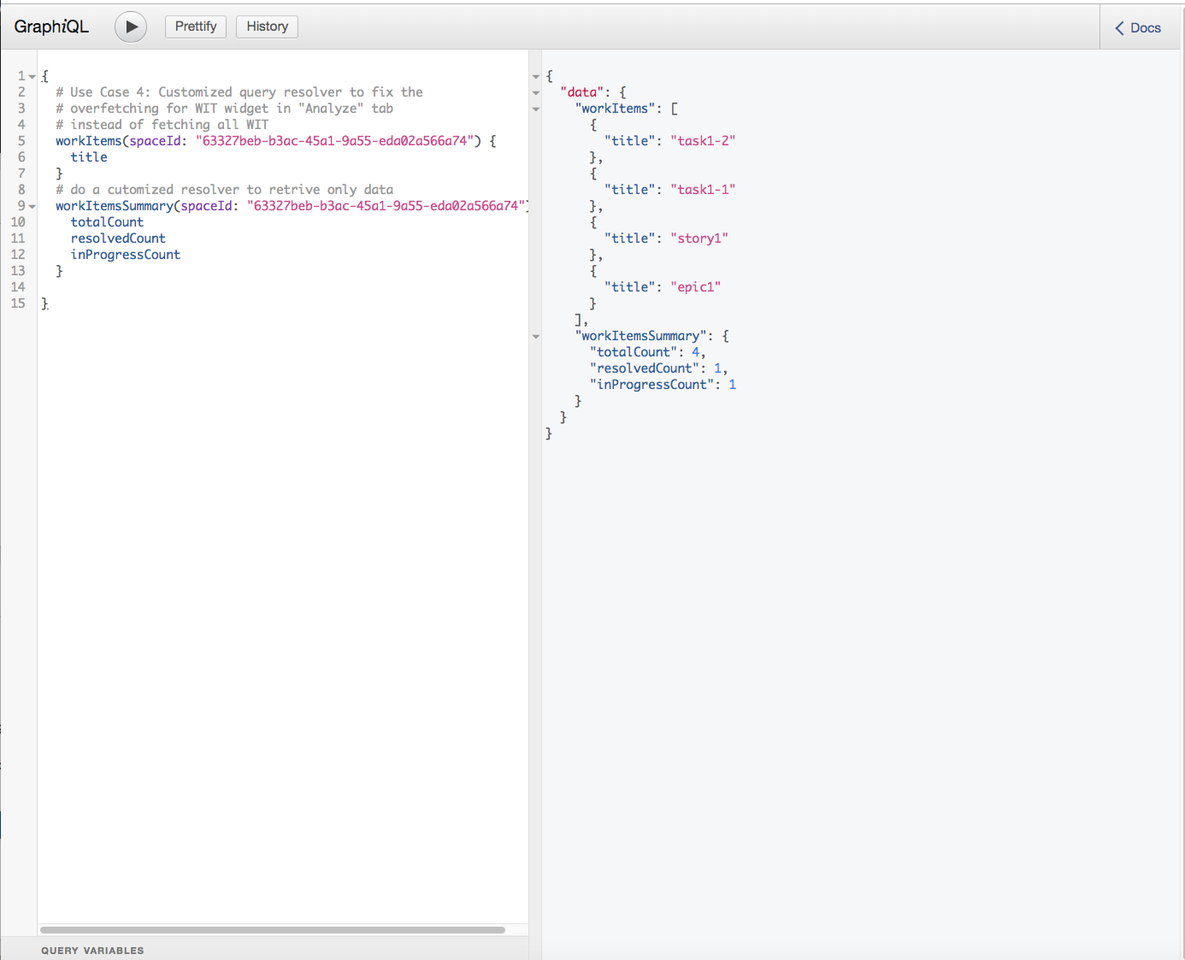 GraphiQL
Prettify
History
Docs
1 {
2 # Use Case 4: Customized query resolver to fix the
3 # overfetching for WIT widget in "Analyze" tab
4 # instead of fetching all WIT
5 workItems(spaceId: "63327beb-b3ac-45a1-9a55-eda02a566a74") {
6 title
7 }
8 # do a cutomized resolver to retrive only data
9 workItemsSummary(spaceId: "63327beb-b3ac-45a1-9a55-eda02a566a74")
10 totalCount
11 resolvedCount
12 inProgressCount
13 }
14
15 }
{
"data": {
"workItems": [
{
"title": "task1-2"
},
{
"title": "task1-1"
},
{
"title": "story1"
},
{
"title": "epic1"
}
],
"workItemsSummary": {
"totalCount": 4,
"resolvedCount": 1,
"inProgressCount": 1
}
}
}
QUERY VARIABLES